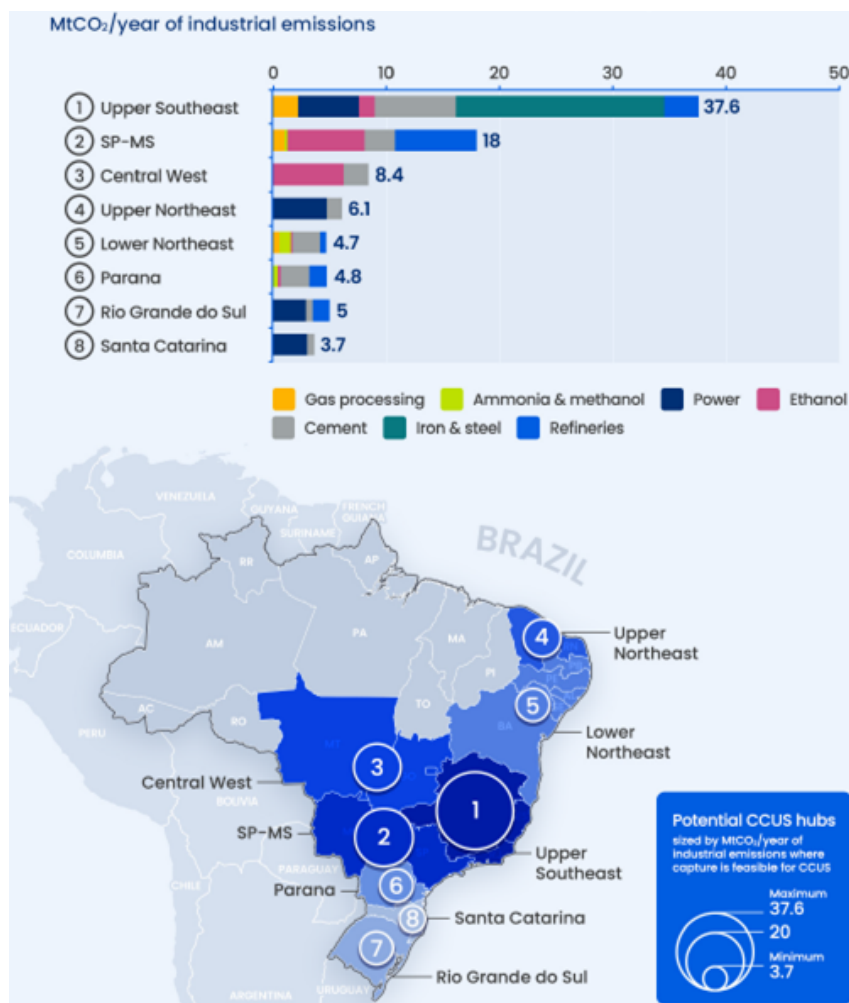 MtCO₂/year of industrial emissions
0 10 20 30 40 50
1 Upper Southeast 37.6
2 SP-MS 18
3 Central West 8.4
4 Upper Northeast 6.1
5 Lower Northeast 4.7
6 Parana 4.8
7 Rio Grande do Sul 5
8 Santa Catarina 3.7
Gas processing Ammonia & methanol Power Ethanol
Cement Iron & steel Refineries
VENEZUELA
GUYANA
FRENCH
GUIANA
SURINAME
COLUMBIA
BRAZIL
RR
AP
ECUADOR
AM
PA
MA
4
Upper
Northeast
PI
AC
TO
5
RO
PERU
BA
Lower
Northeast
MT
3
Central West
BOLIVIA
1
SP-MS
2
Upper
Southeast
PARAGUAY
Parana
6
CHILE
8
Santa Catarina
7
Rio Grande do Sul
URUGUAY
ARGENTINA
Potential CCUS hubs
sized by MtCO₂/year of
industrial emissions where
capture is feasible for CCUS
Maximum
37.6
20
Minimum
3.7